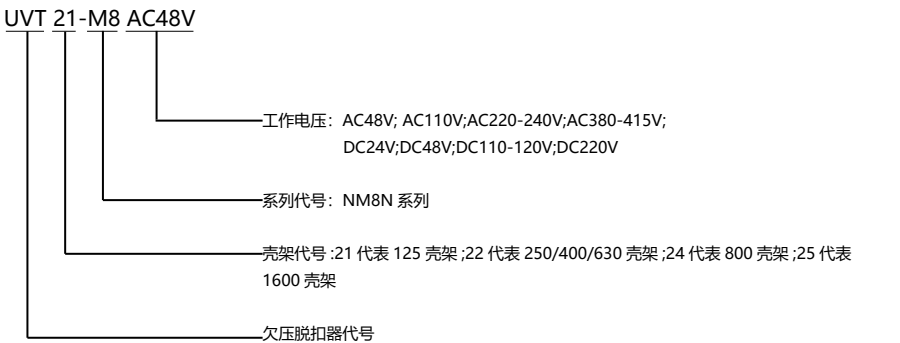 UVT 21-M8 AC48V
工作电压：AC48V; AC110V;AC220-240V;AC380-415V;
DC24V;DC48V;DC110-120V;DC220V
系列代号：NM8N 系列
壳架代号 :21 代表 125 壳架 ;22 代表 250/400/630 壳架 ;24 代表 800 壳架 ;25 代表
1600 壳架
欠压脱扣器代号